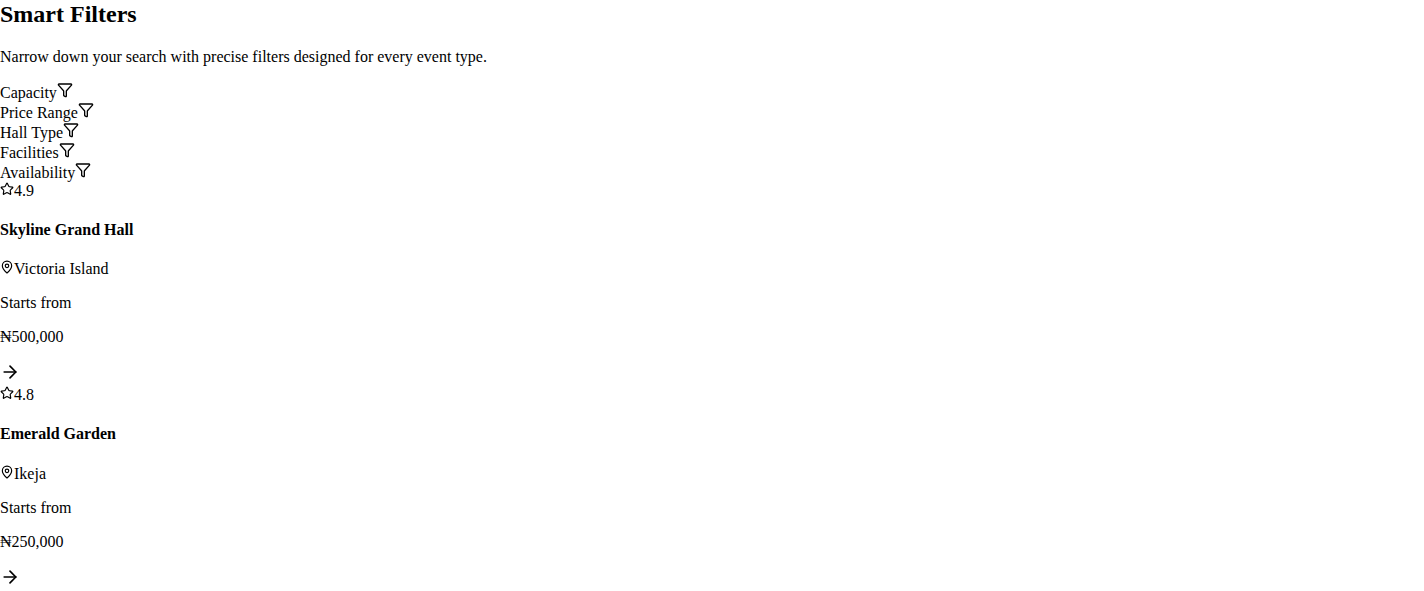 Smart Filters
Narrow down your search with precise filters designed for every event type.
Capacity
Price Range
Hall Type
Facilities
Availability
4.9
Skyline Grand Hall
Victoria Island
Starts from
₦500,000
4.8
Emerald Garden
Ikeja
Starts from
₦250,000